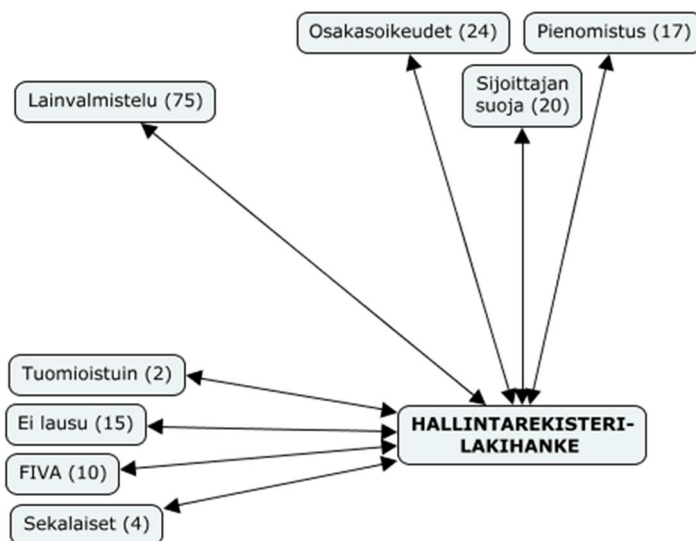 Osakasoikeudet (24)
Pienomistus (17)
Sijoittajan
suoja (20)
Lainvalmistelu (75)
Tuomioistuin (2)
Ei lausu (15)
FIVA (10)
Sekalaiset (4)
HALLINTAREKISTERI-
LAKIHANKE